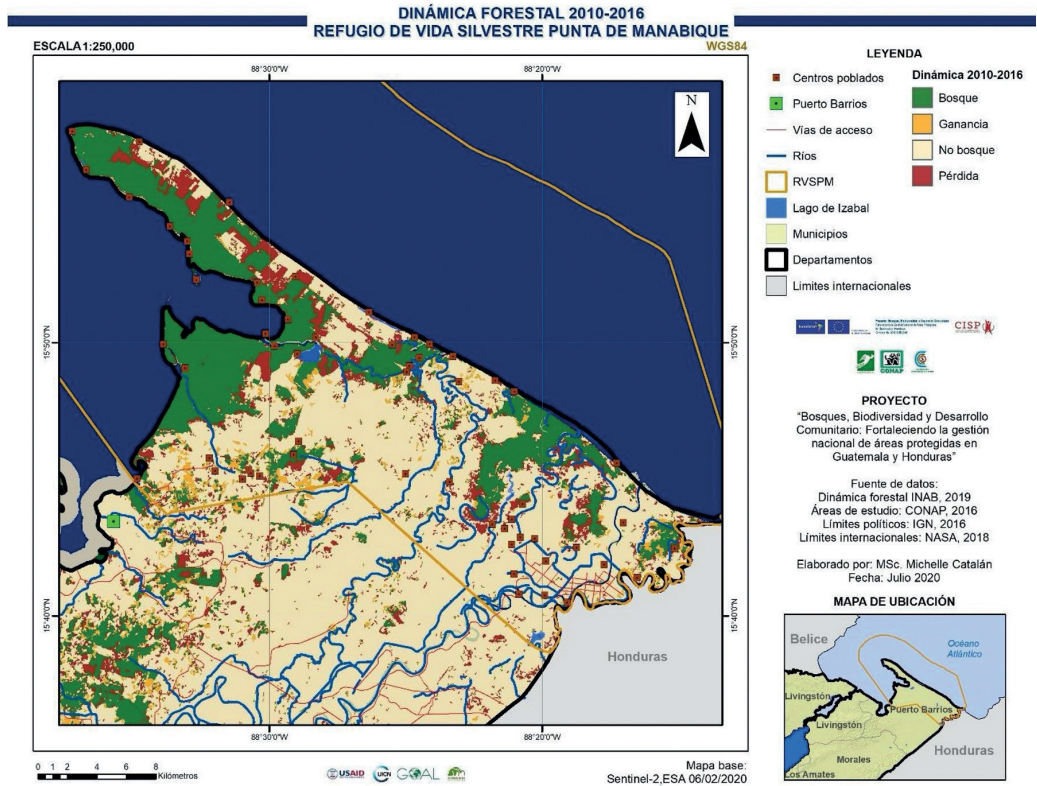 DINÁMICA FORESTAL 2010-2016
REFUGIO DE VIDA SILVESTRE PUNTA DE MANABIQUE
ESCALA 1:250,000
WGS84
88°30'0"W
88°20'0"W
N
15°50'0"N
15°50'0"N
15°40'0"N
15°40'0"N
Honduras
88°30'0"W
88°20'0"W
0 1 2 4 6 8
Kilómetros
USAID
UICN
GOAL
Mapa base:
Sentinel-2,ESA 06/02/2020
LEYENDA
Centros poblados
Puerto Barrios
Vías de acceso
Ríos
RVSPM
Lago de Izabal
Municipios
Departamentos
Limites internacionales
Dinámica 2010-2016
Bosque
Ganancia
No bosque
Pérdida
CISP
CONAP
PROYECTO
"Bosques, Biodiversidad y Desarrollo
Comunitario: Fortaleciendo la gestión
nacional de áreas protegidas en
Guatemala y Honduras"
Fuente de datos:
Dinámica forestal INAB, 2019
Áreas de estudio: CONAP, 2016
Límites políticos: IGN, 2016
Límites internacionales: NASA, 2018
Elaborado por: MSc. Michelle Catalán
Fecha: Julio 2020
MAPA DE UBICACIÓN
Belice
Océano
Atlántico
Livingstón
Puerto Barrios
Livingstón
Honduras
Morales
Los Amates